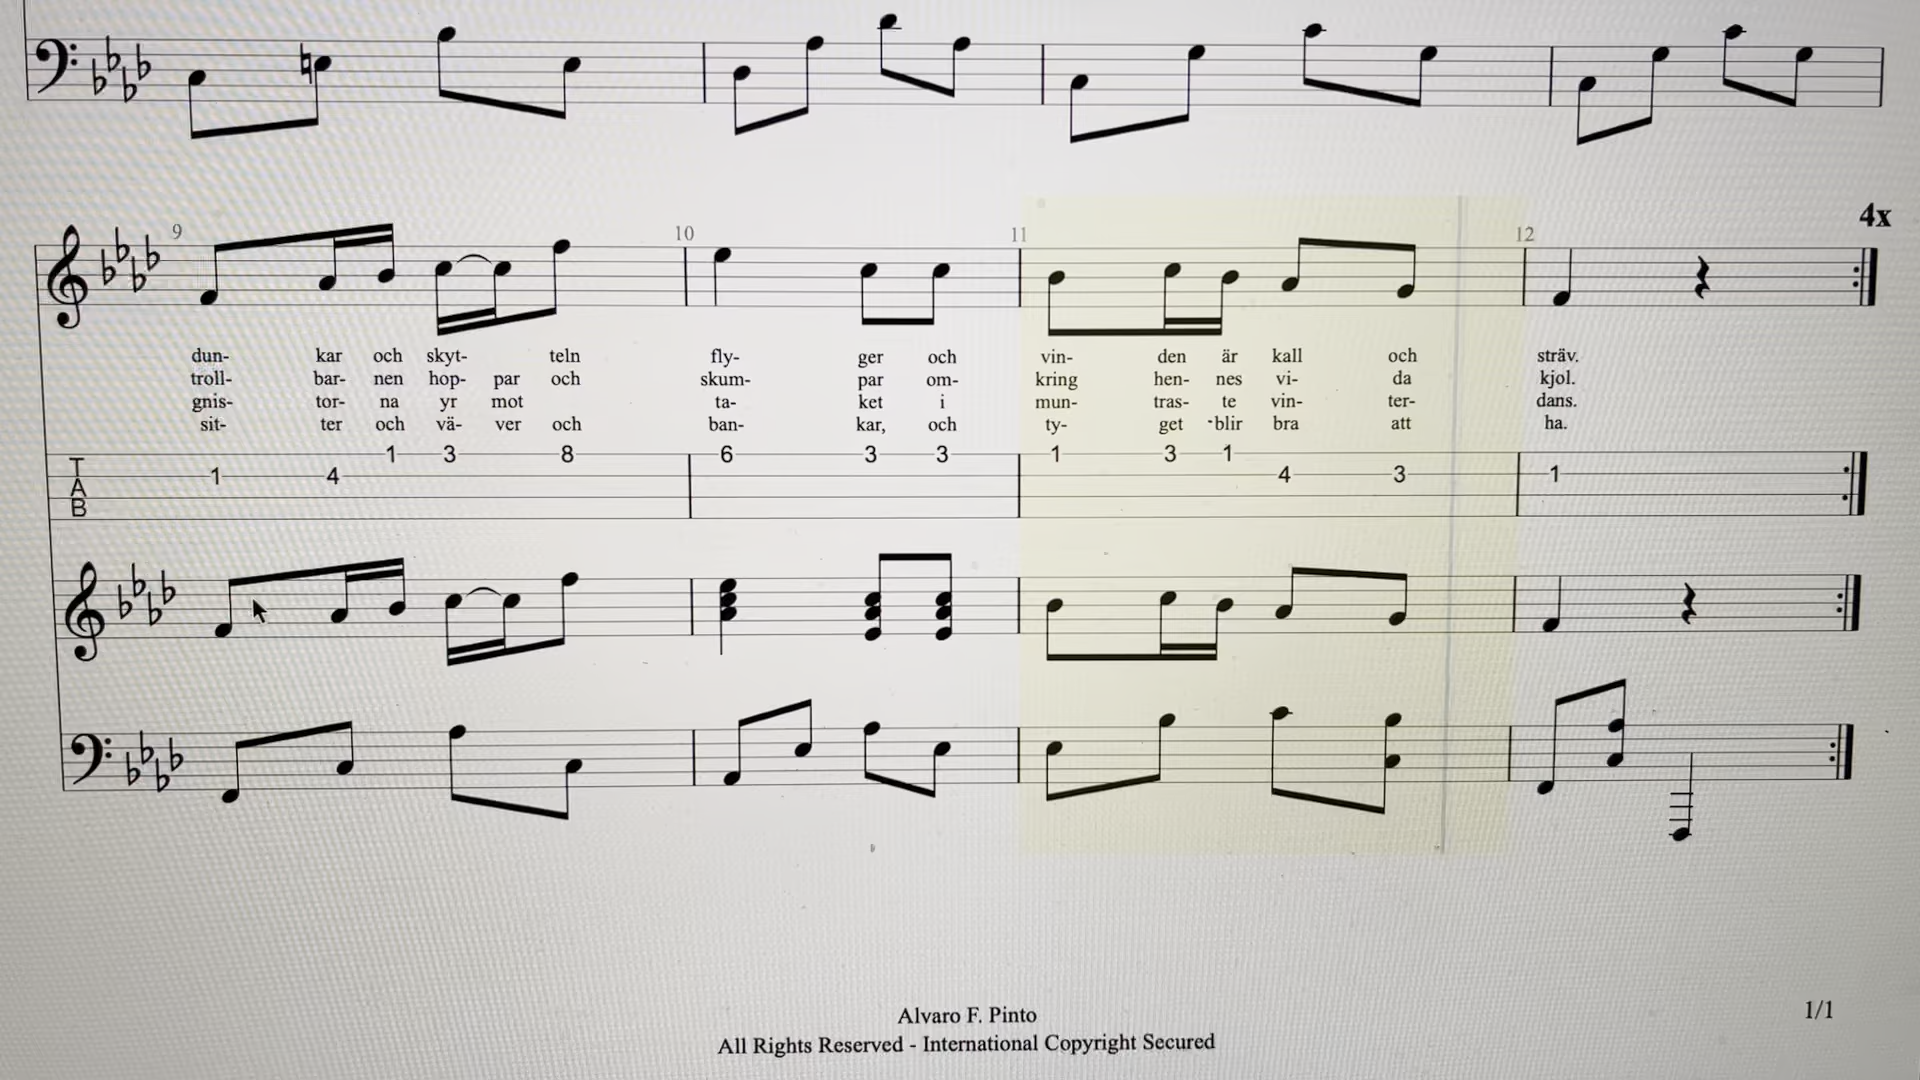 4x
9 10 11 12
dun- kar och skyt- teln fly- ger och vin- den är kall och sträv.
troll- bar- nen hop- par och skum- par om- kring hen- nes vi- da kjol.
gnis- tor- na yr mot ta- ket i mun- tras- te vin- ter- dans.
sit- ter och vä- ver och ban- kar, och ty- get blir bra att ha.
1 3 8 6 3 3 1 3 1
T 1 4 4 3 1
A
B
Alvaro F. Pinto
1/1
All Rights Reserved - International Copyright Secured